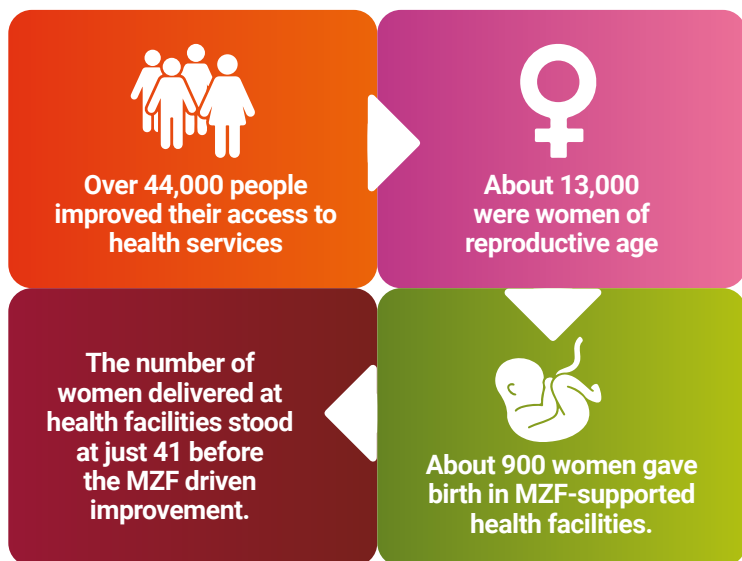 Over 44,000 people
improved their access to
health services
About 13,000
were women of
reproductive age
About 900 women gave
birth in MZF-supported
health facilities.
The number of
women delivered at
health facilities stood
at just 41 before
the MZF driven
improvement.